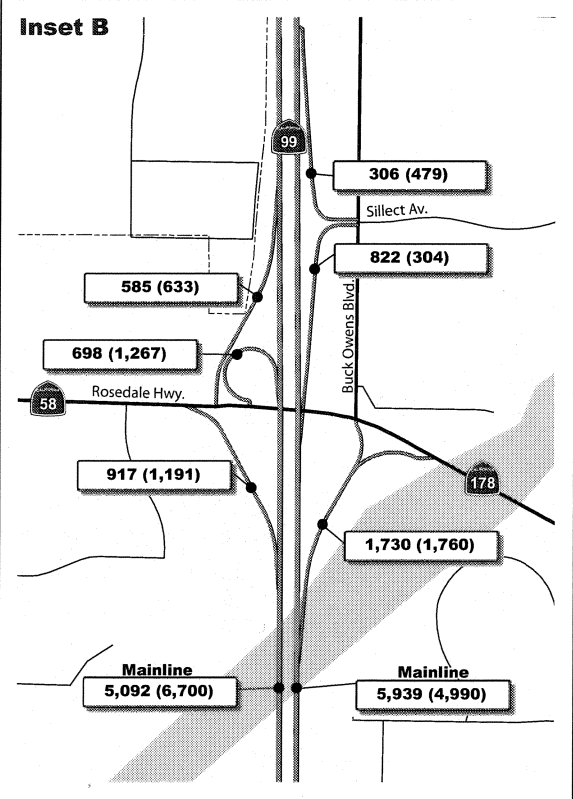 Inset B
99
306 (479)
Sillect Av.
822 (304)
585 (633)
Buck Owens Blvd.
698 (1,267)
Rosedale Hwy.
58
917 (1,191)
178
1,730 (1,760)
Mainline
5,092 (6,700)
Mainline
5,939 (4,990)